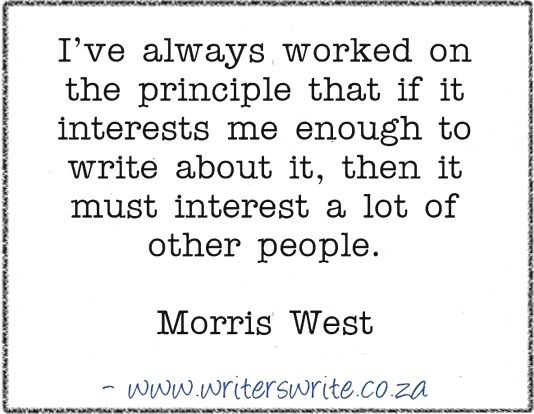 I've always worked on
the principle that if it
interests me enough to
write about it, then it
must interest a lot of
other people.
Morris West
- www.writerswrite.co.za